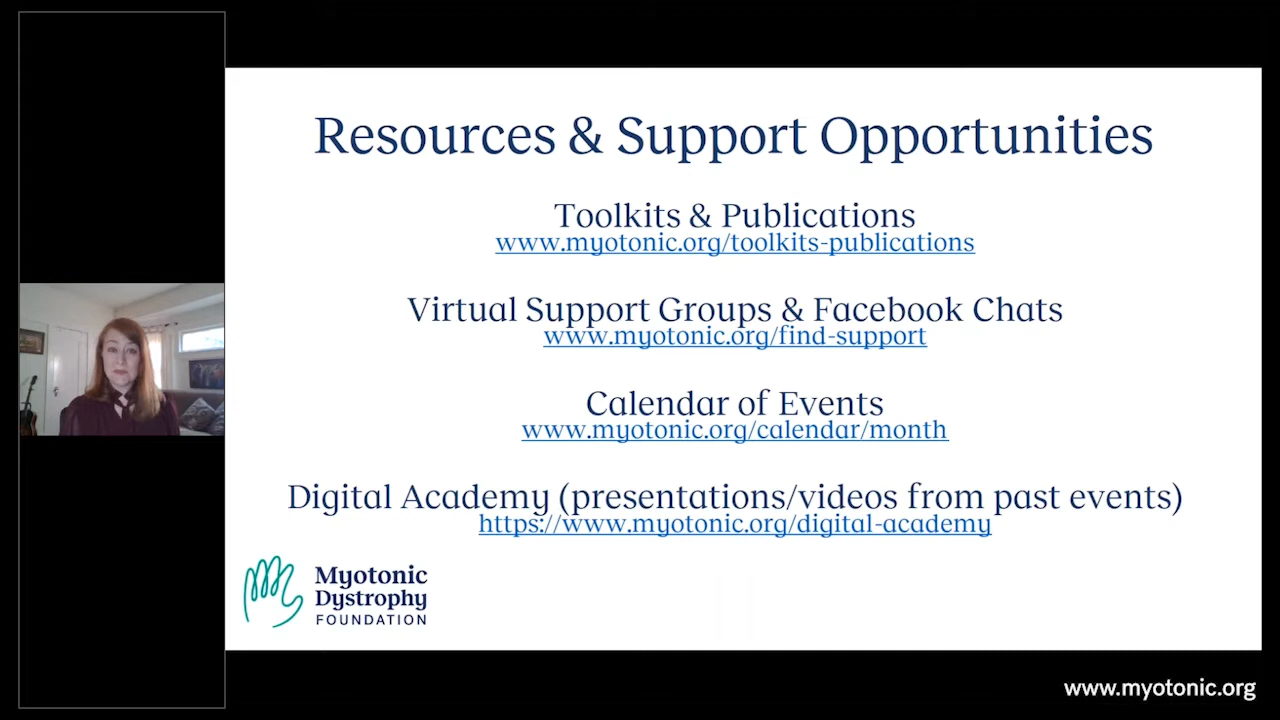 Resources & Support Opportunities
Toolkits & Publications
www.myotonic.org/toolkits-publications
Virtual Support Groups & Facebook Chats
www.myotonic.org/find-support
Calendar of Events
www.myotonic.org/calendar/month
Digital Academy (presentations/videos from past events)
https://www.myotonic.org/digital-academy
Myotonic
Dystrophy
FOUNDATION
www.myotonic.org